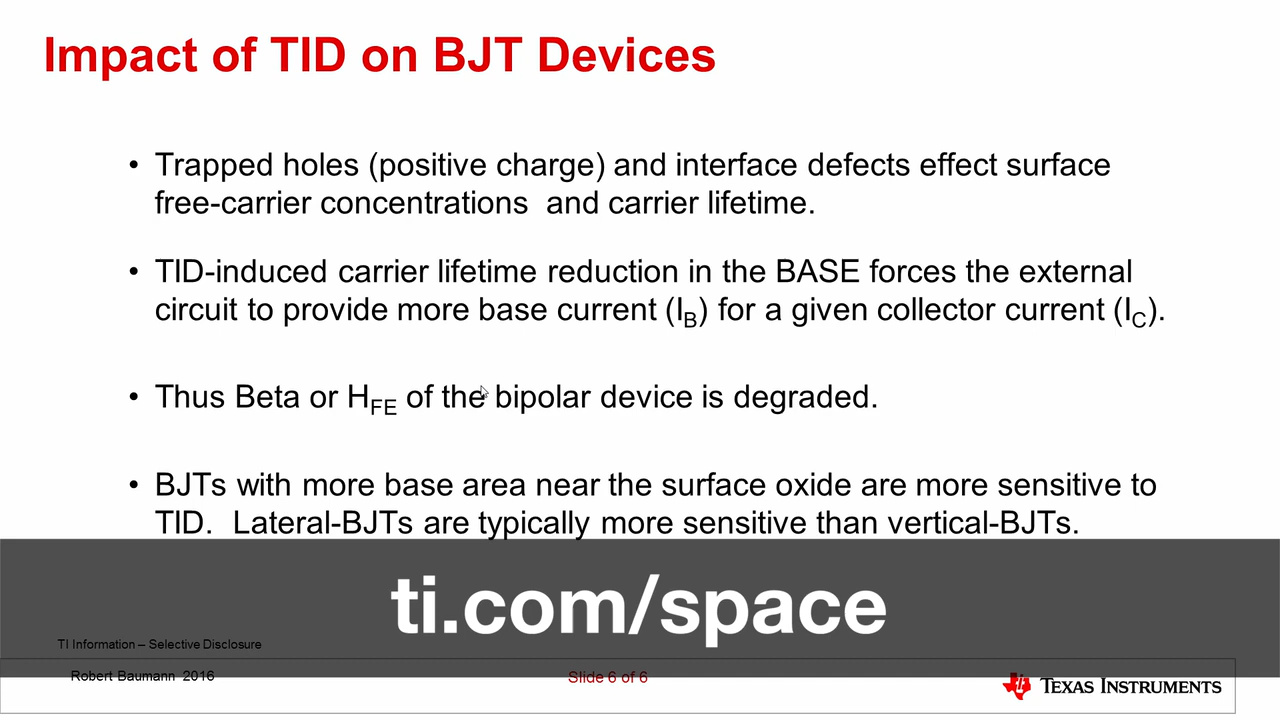 Impact of TID on BJT Devices
• Trapped holes (positive charge) and interface defects effect surface
free-carrier concentrations  and carrier lifetime.
• TID-induced carrier lifetime reduction in the BASE forces the external
circuit to provide more base current (IB) for a given collector current (IC).
• Thus Beta or HFE of the bipolar device is degraded.
• BJTs with more base area near the surface oxide are more sensitive to
TID.  Lateral-BJTs are typically more sensitive than vertical-BJTs.
ti.com/space
TI Information – Selective Disclosure
Robert Baumann  2016
Slide 6 of 6
TEXAS INSTRUMENTS